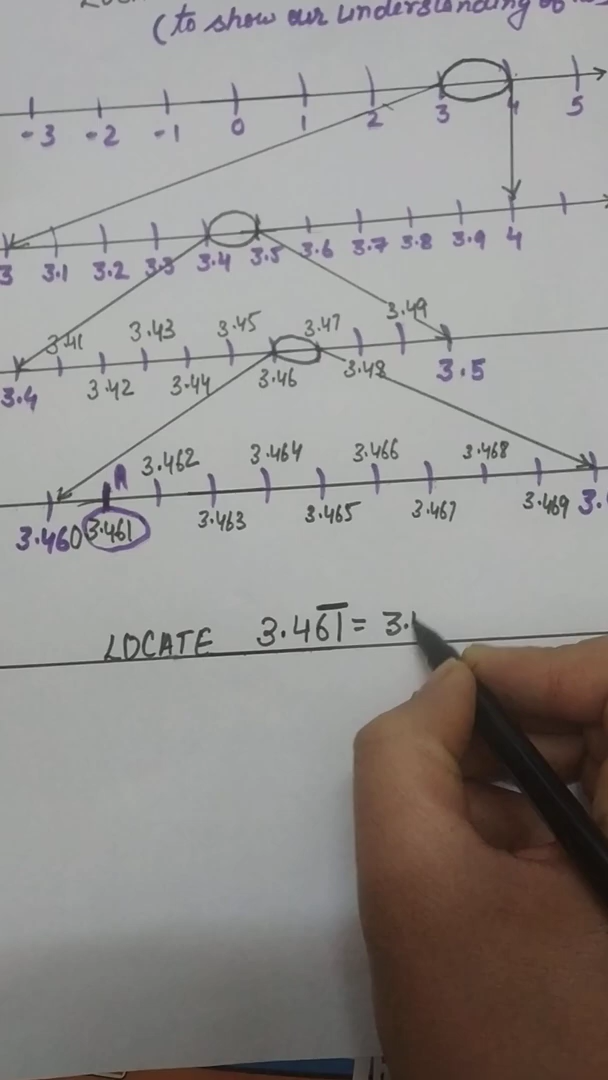 (to show our understanding of
-3 -2 -1 0 1 2 3 4 5
3 3.1 3.2 3.3 3.4 3.5 3.6 3.7 3.8 3.9 4
3.41 3.43 3.45 3.47 3.49
3.4 3.42 3.44 3.46 3.48 3.5
A 3.462 3.464 3.466 3.468
3.460 3.461 3.463 3.465 3.467 3.469 3.
LOCATE 3.46̅1̅ = 3.